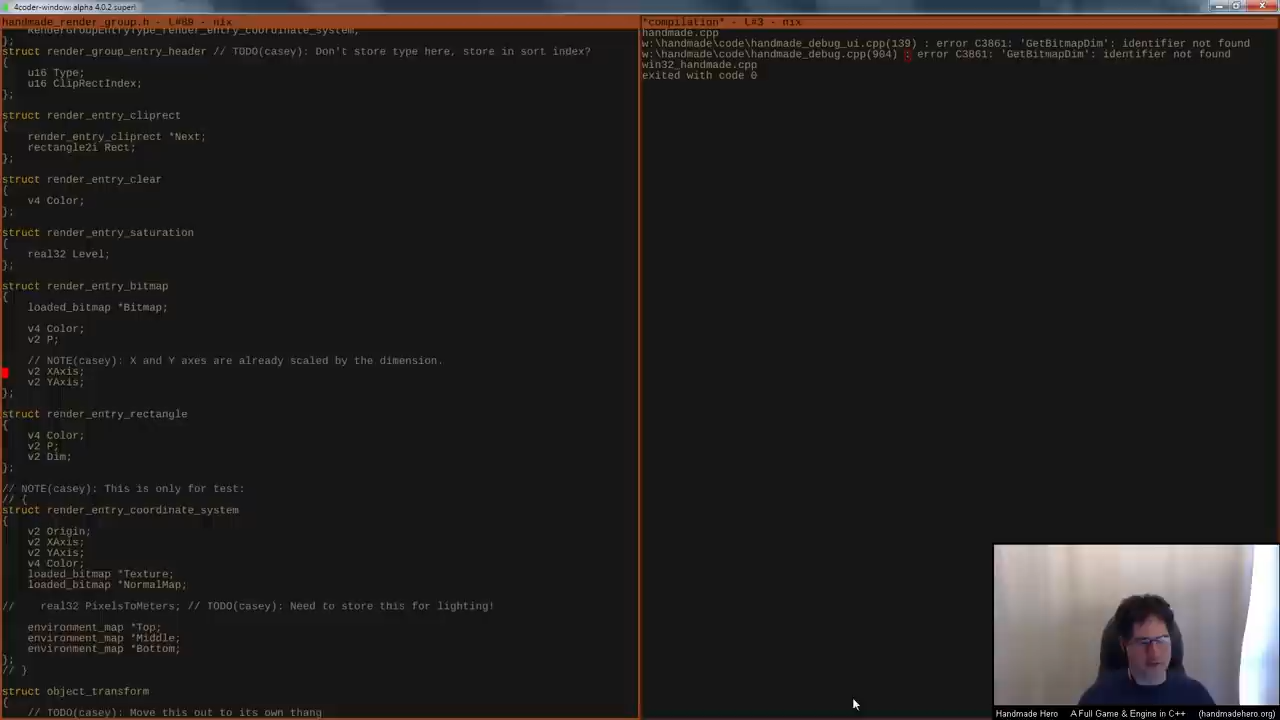 4coder-window: alpha 4.0.2 super!
handmade_render_group.h - L#89 - nix
RenderGroupEntryType_render_entry_coordinate_system,
};
struct render_group_entry_header // TODO(casey): Don't store type here, store in sort index?
{
u16 Type;
u16 ClipRectIndex;
};
struct render_entry_cliprect
{
render_entry_cliprect *Next;
rectangle2i Rect;
};
struct render_entry_clear
{
v4 Color;
};
struct render_entry_saturation
{
real32 Level;
};
struct render_entry_bitmap
{
loaded_bitmap *Bitmap;
v4 Color;
v2 P;
// NOTE(casey): X and Y axes are already scaled by the dimension.
v2 XAxis;
v2 YAxis;
};
struct render_entry_rectangle
{
v4 Color;
v2 P;
v2 Dim;
};
// NOTE(casey): This is only for test:
// {
struct render_entry_coordinate_system
{
v2 Origin;
v2 XAxis;
v2 YAxis;
v4 Color;
loaded_bitmap *Texture;
loaded_bitmap *NormalMap;
// real32 PixelsToMeters; // TODO(casey): Need to store this for lighting!
environment_map *Top;
environment_map *Middle;
environment_map *Bottom;
};
// }
struct object_transform
{
// TODO(casey): Move this out to its own thang
*compilation* - L#3 - nix
handmade.cpp
w:\handmade\code\handmade_debug_ui.cpp(139) : error C3861: 'GetBitmapDim': identifier not found
w:\handmade\code\handmade_debug.cpp(904) : error C3861: 'GetBitmapDim': identifier not found
win32_handmade.cpp
exited with code 0
Handmade Hero A Full Game & Engine in C++ (handmadehero.org)